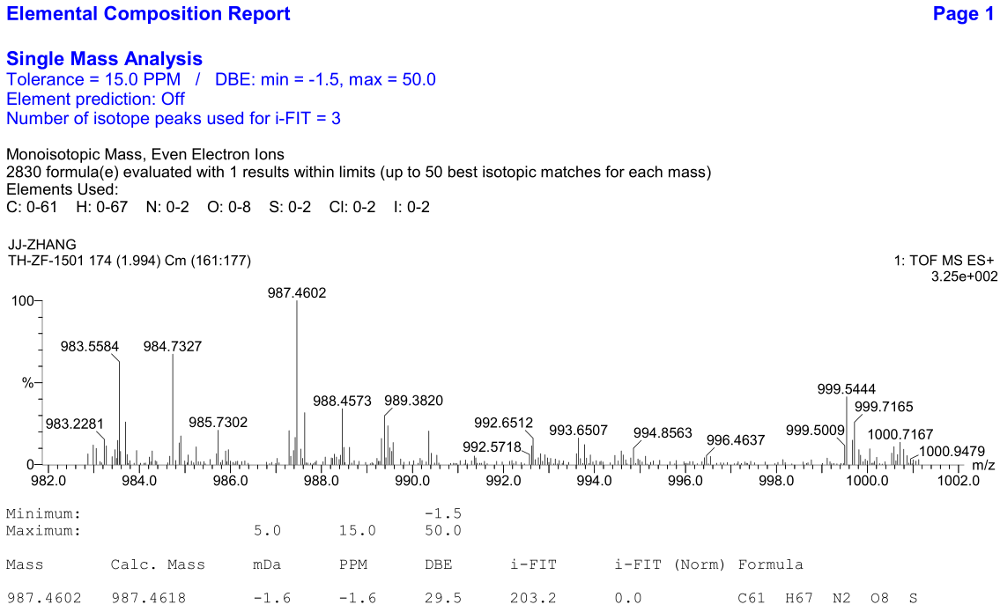 Elemental Composition Report Page 1
Single Mass Analysis
Tolerance = 15.0 PPM / DBE: min = -1.5, max = 50.0
Element prediction: Off
Number of isotope peaks used for i-FIT = 3
Monoisotopic Mass, Even Electron Ions
2830 formula(e) evaluated with 1 results within limits (up to 50 best isotopic matches for each mass)
Elements Used:
C: 0-61 H: 0-67 N: 0-2 O: 0-8 S: 0-2 Cl: 0-2 I: 0-2
JJ-ZHANG
TH-ZF-1501 174 (1.994) Cm (161:177) 1: TOF MS ES+
3.25e+002
987.4602
100
983.5584 984.7327
%
999.5444
988.4573 989.3820
999.7165
983.2281 985.7302 992.6512 993.6507 994.8563 999.5009 1000.7167
992.5718 996.4637 1000.9479
0
m/z
982.0 984.0 986.0 988.0 990.0 992.0 994.0 996.0 998.0 1000.0 1002.0
Minimum: -1.5
Maximum: 5.0 15.0 50.0
Mass Calc. Mass mDa PPM DBE i-FIT i-FIT (Norm) Formula
987.4602 987.4618 -1.6 -1.6 29.5 203.2 0.0 C61 H67 N2 O8 S